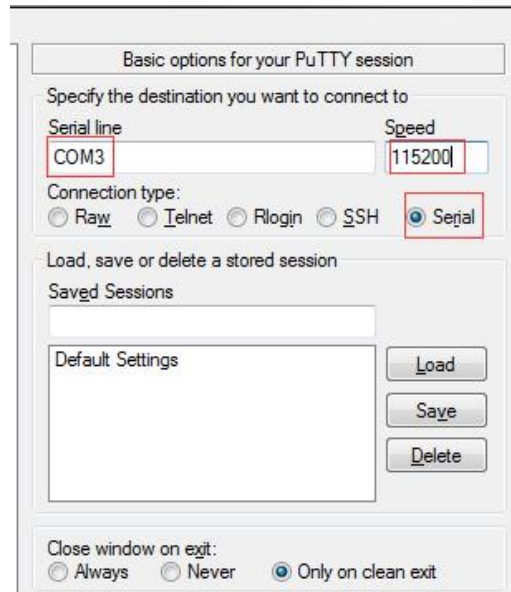 Basic options for your PuTTY session
Specify the destination you want to connect to
Serial line Speed
COM3 115200
Connection type:
Raw Telnet Rlogin SSH Serial
Load, save or delete a stored session
Saved Sessions
Default Settings
Load
Save
Delete
Close window on exit:
Always Never Only on clean exit